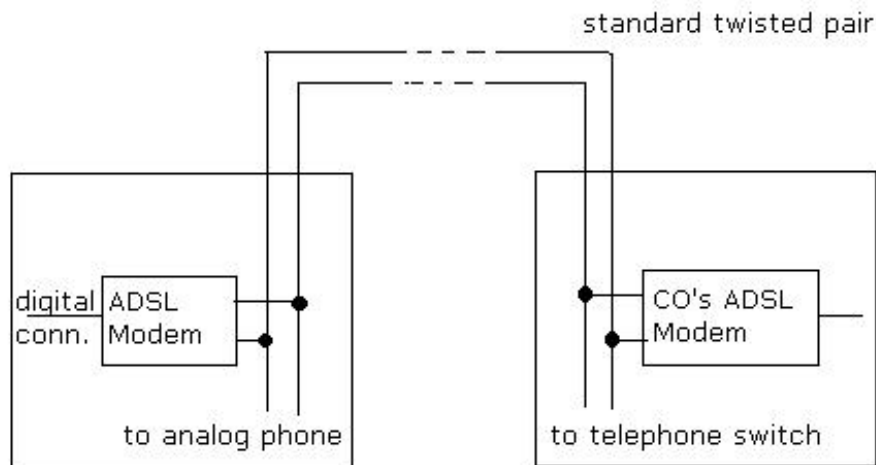 standard twisted pair
digital
conn.
ADSL
Modem
CO's ADSL
Modem
to analog phone
to telephone switch